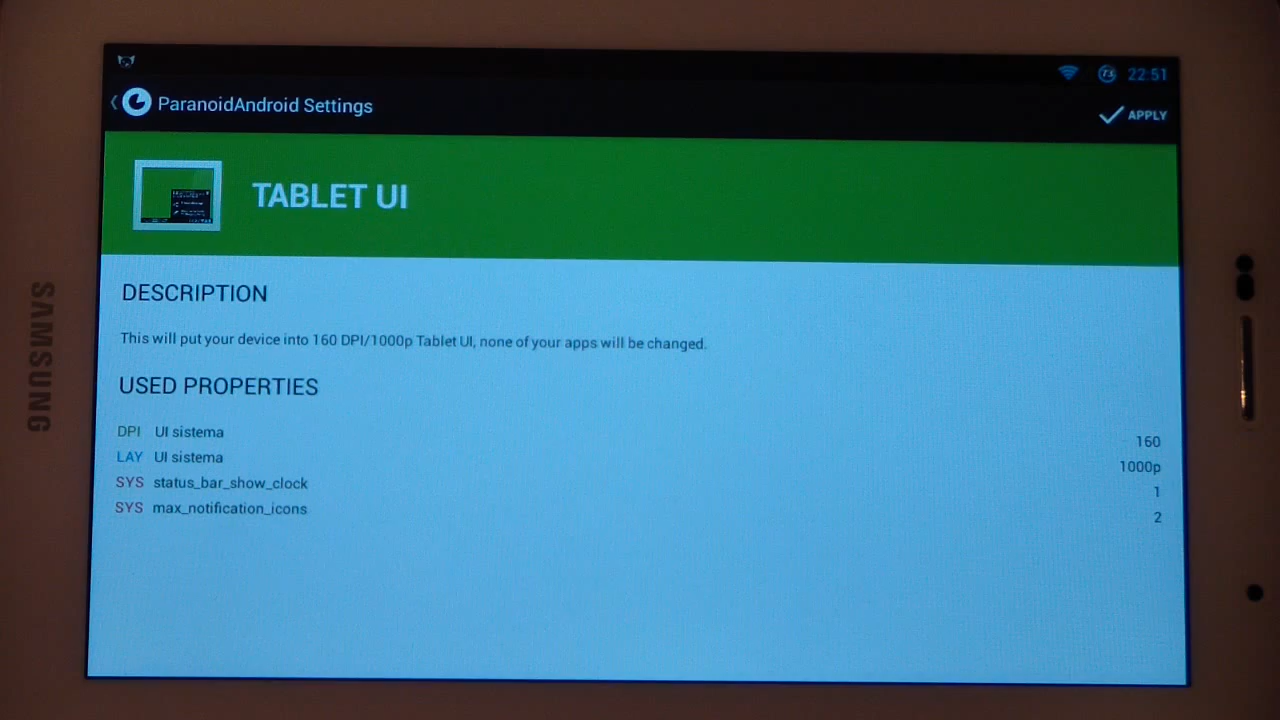 22:51
ParanoidAndroid Settings
APPLY
TABLET UI
DESCRIPTION
This will put your device into 160 DPI/1000p Tablet UI, none of your apps will be changed.
USED PROPERTIES
DPI UI sistema 160
LAY UI sistema 1000p
SYS status_bar_show_clock 1
SYS max_notification_icons 2
SAMSUNG